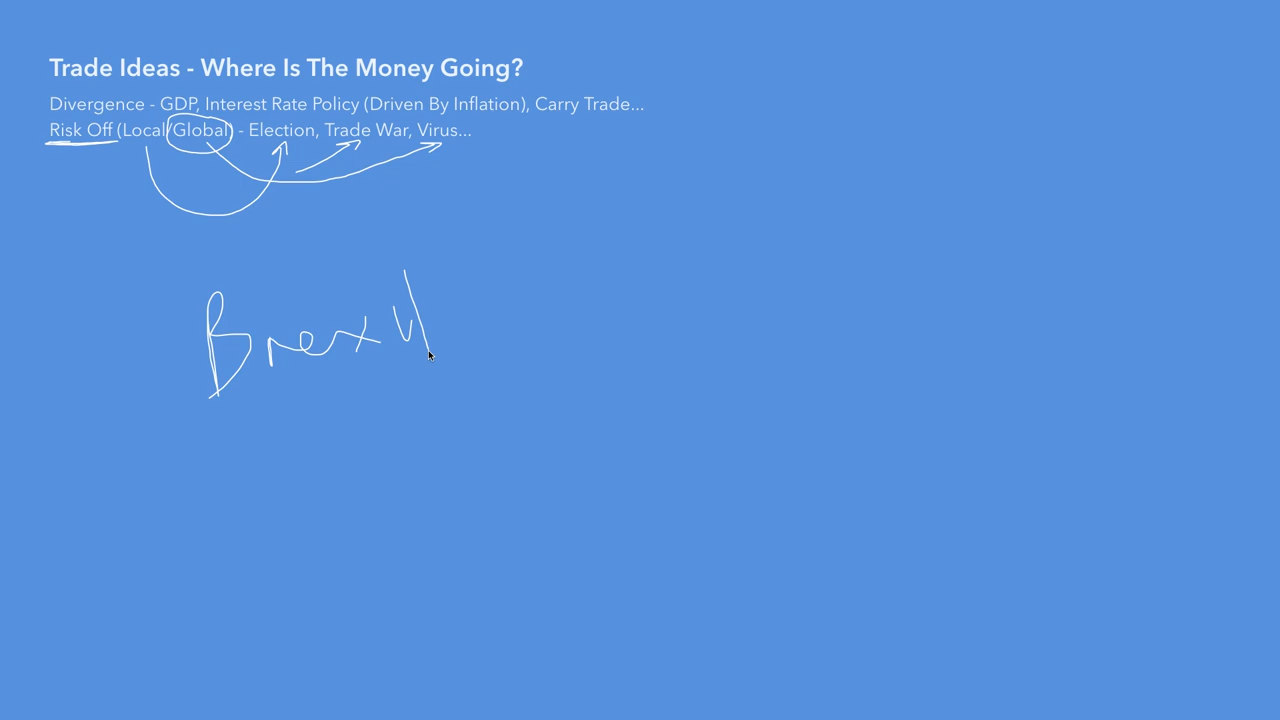 Trade Ideas - Where Is The Money Going?
Divergence - GDP, Interest Rate Policy (Driven By Inflation), Carry Trade...
Risk Off (Local/Global) - Election, Trade War, Virus...
Brexit